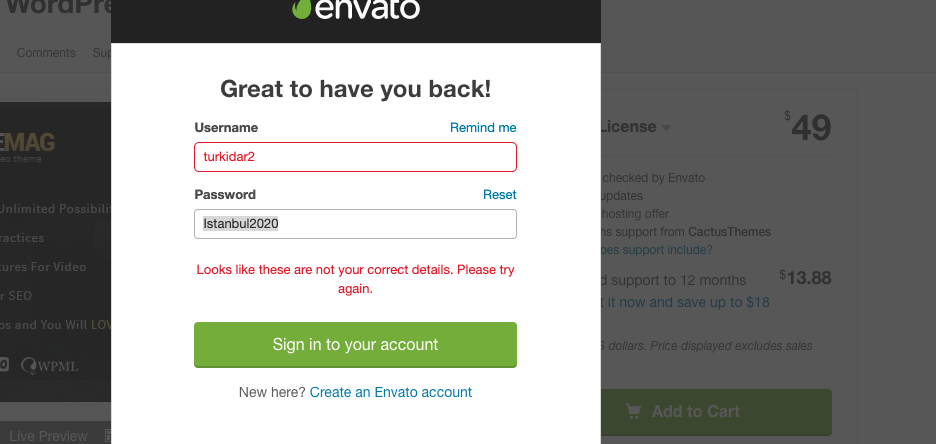 WordPre
envato
Comments Sup
Great to have you back!
Username Remind me
turkidar2
Password Reset
Istanbul2020
Looks like these are not your correct details. Please try
again.
Sign in to your account
New here? Create an Envato account
EMAG
eo theme
Unlimited Possibili
ractices
tures For Video
r SEO
os and You Will LOV
WPML
Live Preview
License
$49
checked by Envato
updates
hosting offer
hs support from CactusThemes
oes support include?
d support to 12 months $13.88
t it now and save up to $18
S dollars. Price displayed excludes sales
Add to Cart